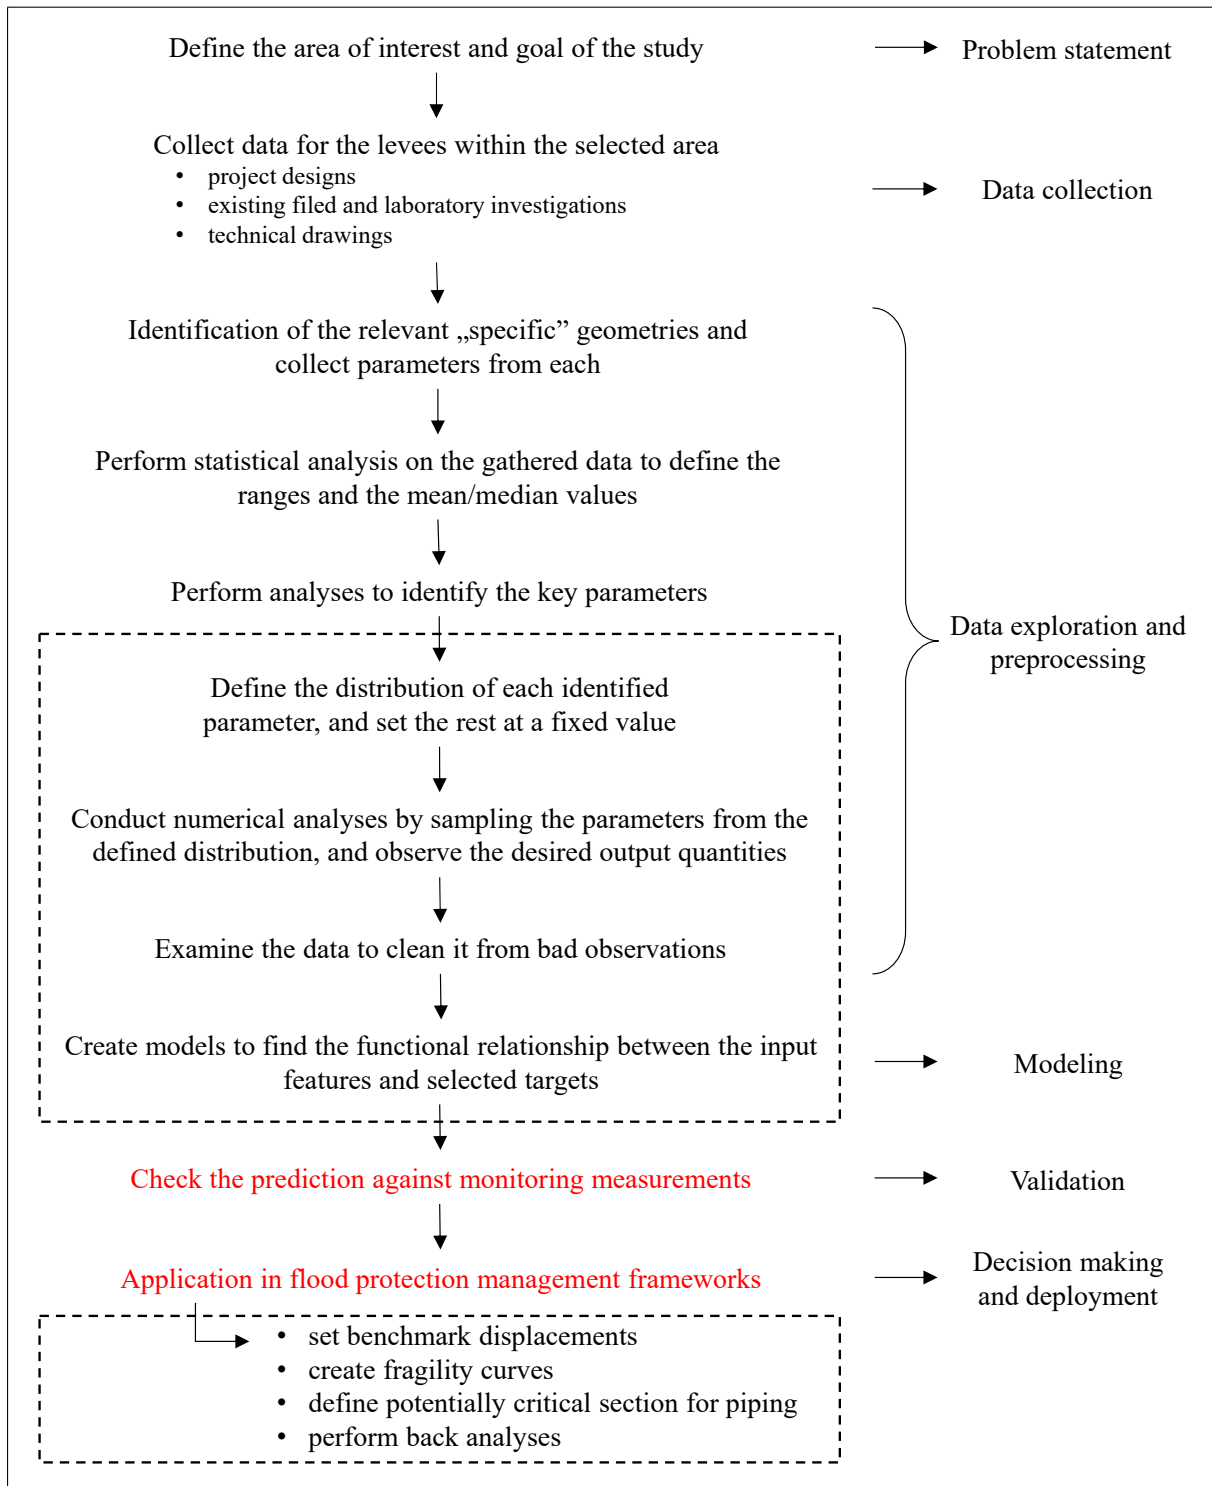 Define the area of interest and goal of the study
Problem statement
Collect data for the levees within the selected area
• project designs
• existing filed and laboratory investigations
• technical drawings
Data collection
Identification of the relevant „specific” geometries and
collect parameters from each
Perform statistical analysis on the gathered data to define the
ranges and the mean/median values
Perform analyses to identify the key parameters
Define the distribution of each identified
parameter, and set the rest at a fixed value
Conduct numerical analyses by sampling the parameters from the
defined distribution, and observe the desired output quantities
Examine the data to clean it from bad observations
Data exploration and
preprocessing
Create models to find the functional relationship between the input
features and selected targets
Modeling
Check the prediction against monitoring measurements
Validation
Application in flood protection management frameworks
Decision making
and deployment
• set benchmark displacements
• create fragility curves
• define potentially critical section for piping
• perform back analyses